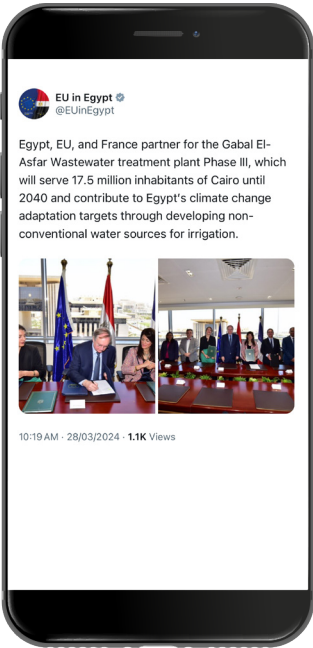 EU in Egypt
@EUinEgypt
Egypt, EU, and France partner for the Gabal El-
Asfar Wastewater treatment plant Phase III, which
will serve 17.5 million inhabitants of Cairo until
2040 and contribute to Egypt's climate change
adaptation targets through developing non-
conventional water sources for irrigation.
10:19 AM · 28/03/2024 · 1.1K Views